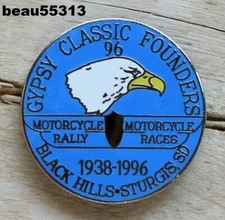 beau55313
GYPSY CLASSIC FOUNDERS
96
MOTORCYCLE RALLY
MOTORCYCLE RACES
1938-1996
BLACK HILLS•STURGIS, SD